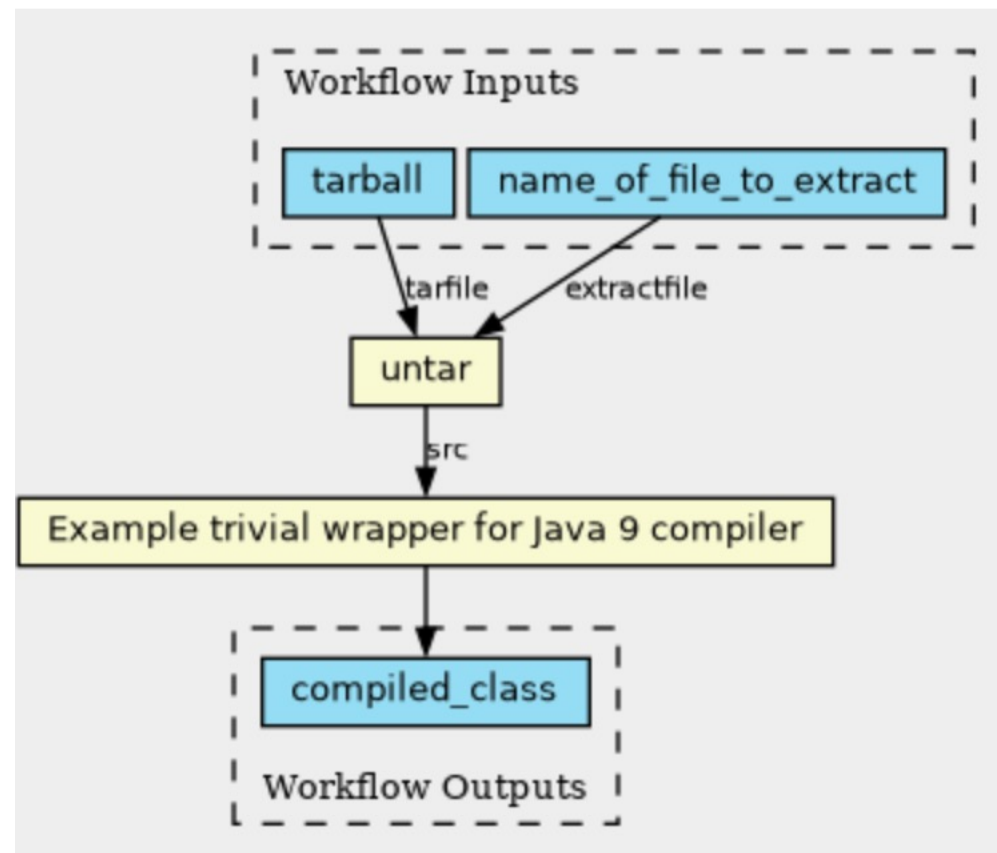 Workflow Inputs
tarball
name_of_file_to_extract
tarfile
extractfile
untar
src
Example trivial wrapper for Java 9 compiler
compiled_class
Workflow Outputs